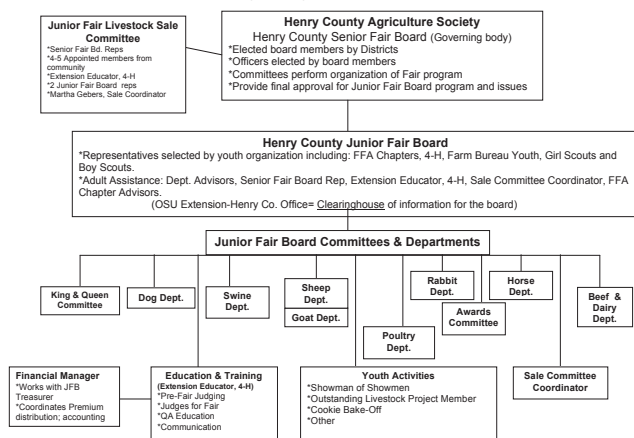 Junior Fair Livestock Sale
Committee
*Senior Fair Bd. Reps
*4-5 Appointed members from
community
*Extension Educator, 4-H
*2 Junior Fair Board reps
*Martha Gebers, Sale Coordinator
Henry County Agriculture Society
Henry County Senior Fair Board (Governing body)
*Elected board members by Districts
*Officers elected by board members
*Committees perform organization of Fair program
*Provide final approval for Junior Fair Board program and issues
Henry County Junior Fair Board
*Representatives selected by youth organization including: FFA Chapters, 4-H, Farm Bureau Youth, Girl Scouts and
Boy Scouts.
*Adult Assistance: Dept. Advisors, Senior Fair Board Rep, Extension Educator, 4-H, Sale Committee Coordinator, FFA
Chapter Advisors.
(OSU Extension-Henry Co. Office= Clearinghouse of information for the board)
Junior Fair Board Committees & Departments
King & Queen
Committee
Dog Dept.
Swine
Dept.
Sheep
Dept.
Goat Dept.
Poultry
Dept.
Rabbit
Dept.
Awards
Committee
Horse
Dept.
Beef &
Dairy
Dept.
Financial Manager
*Works with JFB
Treasurer
*Coordinates Premium
distribution; accounting
Education & Training
(Extension Educator, 4-H)
*Pre-Fair Judging
*Judges for Fair
*QA Education
*Communication
Youth Activities
*Showman of Showmen
*Outstanding Livestock Project Member
*Cookie Bake-Off
*Other
Sale Committee
Coordinator